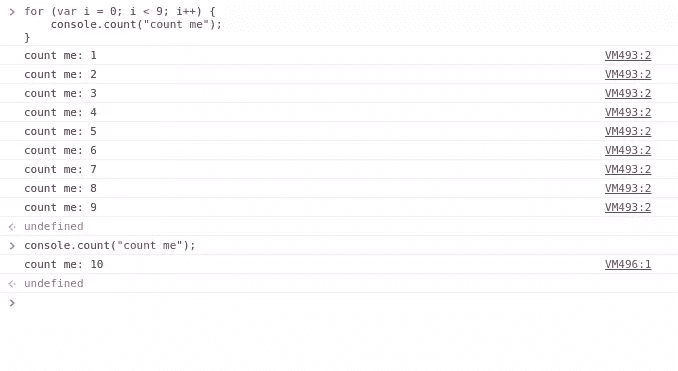 > for (var i = 0; i < 9; i++) {
    console.count("count me");
}
count me: 1 VM493:2
count me: 2 VM493:2
count me: 3 VM493:2
count me: 4 VM493:2
count me: 5 VM493:2
count me: 6 VM493:2
count me: 7 VM493:2
count me: 8 VM493:2
count me: 9 VM493:2
undefined
> console.count("count me");
count me: 10 VM496:1
undefined
>